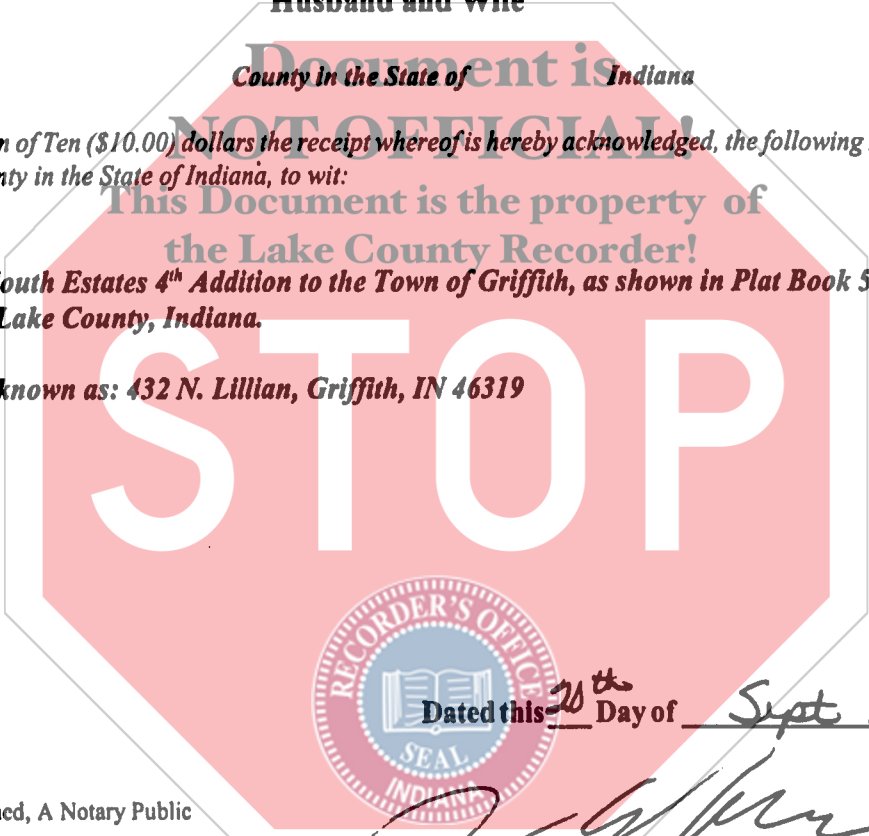 Husband and Wife
Document is
County in the State of Indiana
NOT OFFICIAL!
n of Ten ($10.00) dollars the receipt whereof is hereby acknowledged, the following
nty in the State of Indiana, to wit:
This Document is the property of
the Lake County Recorder!
outh Estates 4th Addition to the Town of Griffith, as shown in Plat Book 5
Lake County, Indiana.
known as: 432 N. Lillian, Griffith, IN 46319
STOP
RECORDER'S OFFICE
Dated this 20th Day of Sept
SEAL
INDIANA
ed, A Notary Public